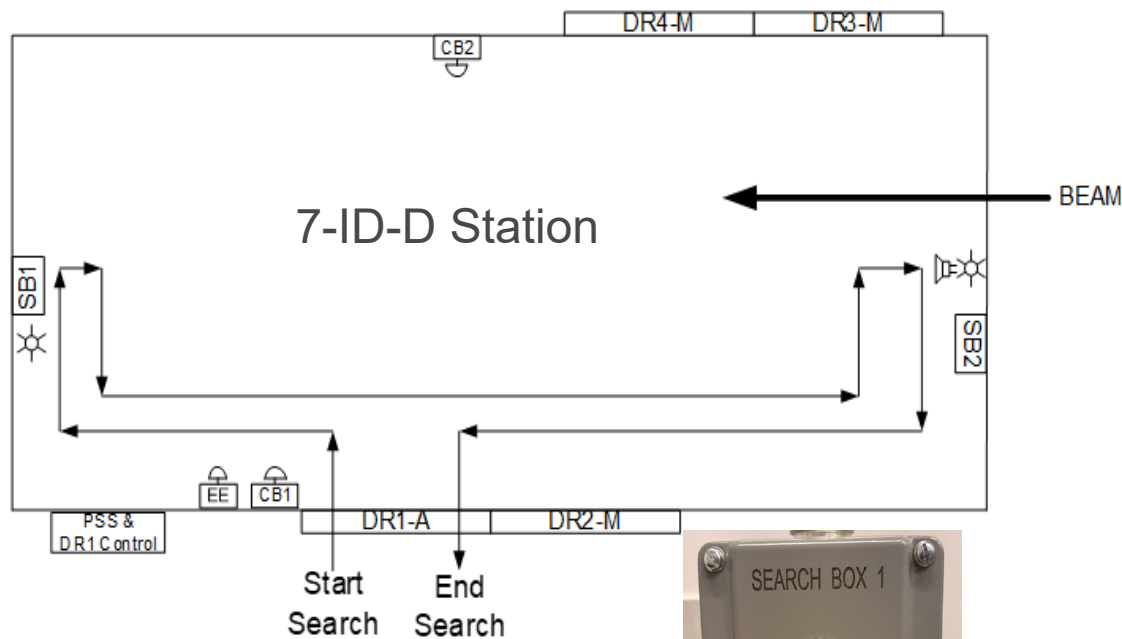 DR4-M
DR3-M
CB2
BEAM
7-ID-D Station
SB1
SB2
EE
CB1
PSS &
DR1 Control
DR1-A
DR2-M
Start
Search
End
Search
SEARCH BOX 1